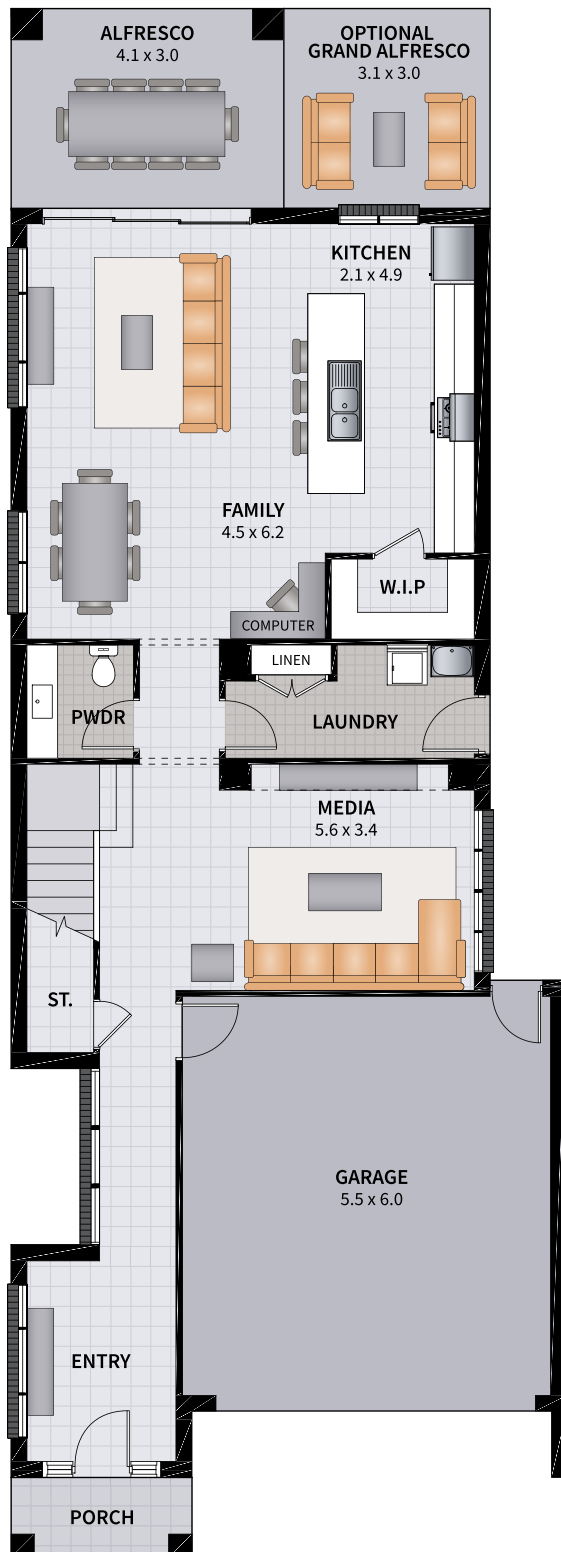 ALFRESCO
4.1 x 3.0
OPTIONAL
GRAND ALFRESCO
3.1 x 3.0
KITCHEN
2.1 x 4.9
FAMILY
4.5 x 6.2
W.I.P
COMPUTER
LINEN
PWDR
LAUNDRY
MEDIA
5.6 x 3.4
ST.
GARAGE
5.5 x 6.0
ENTRY
PORCH